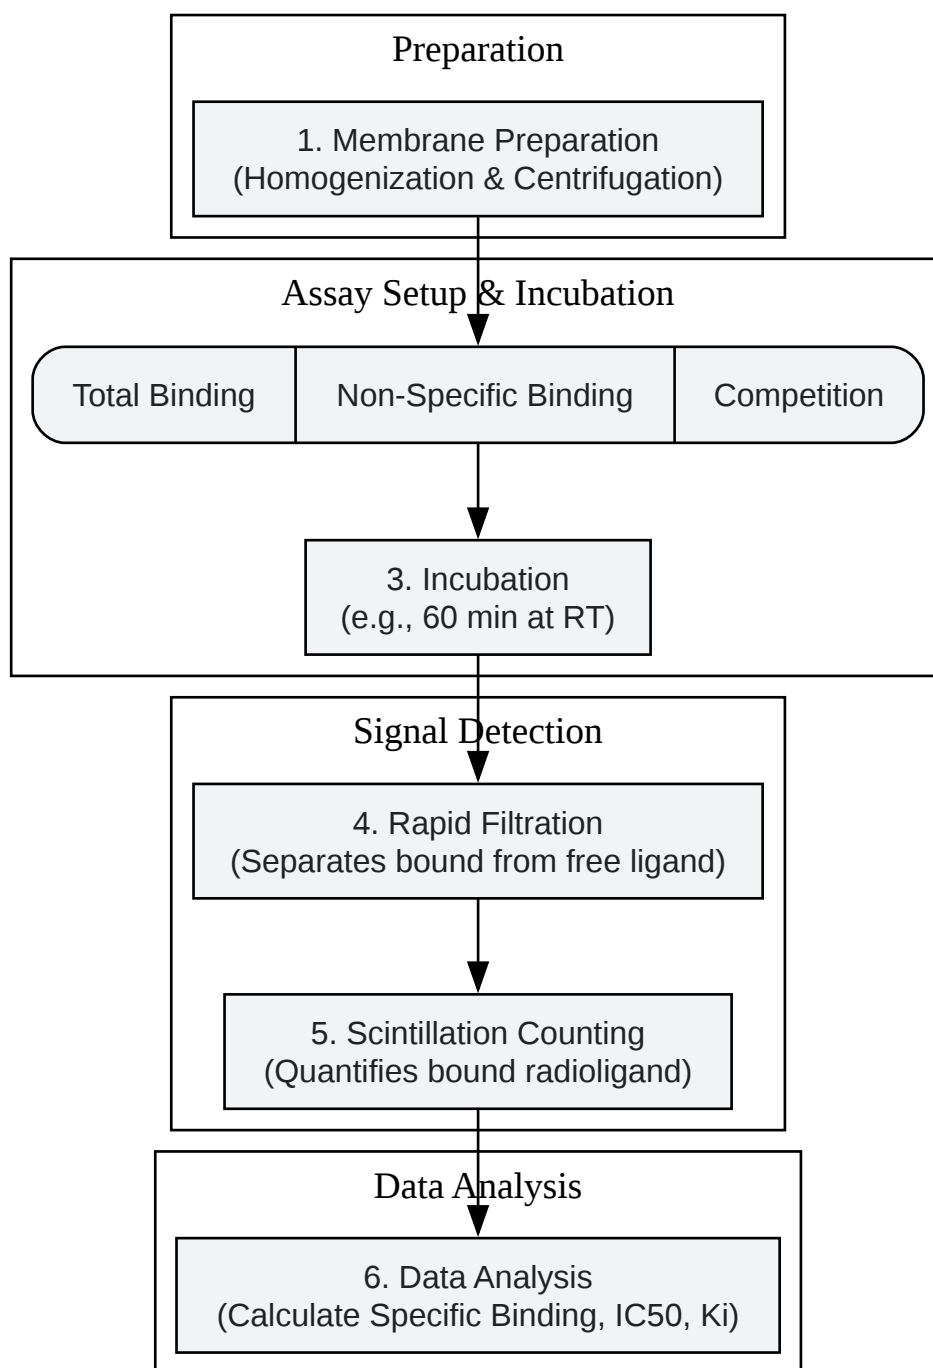 Preparation
1. Membrane Preparation
(Homogenization & Centrifugation)
Assay Setup & Incubation
Total Binding
Non-Specific Binding
Competition
3. Incubation
(e.g., 60 min at RT)
Signal Detection
4. Rapid Filtration
(Separates bound from free ligand)
5. Scintillation Counting
(Quantifies bound radioligand)
Data Analysis
6. Data Analysis
(Calculate Specific Binding, IC50, Ki)